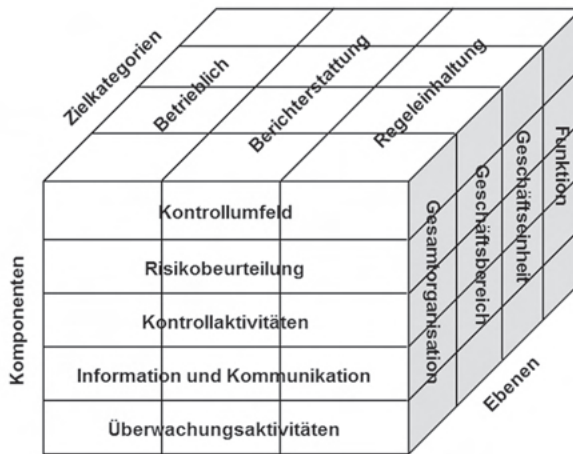 Zielkategorien
Betrieblich
Berichterstattung
Regeleinhaltung
Komponenten
Kontrollumfeld
Risikobeurteilung
Kontrollaktivitäten
Information und Kommunikation
Überwachungsaktivitäten
Gesamtorganisation
Geschäftsbereich
Geschäftseinheit
Funktion
Ebenen